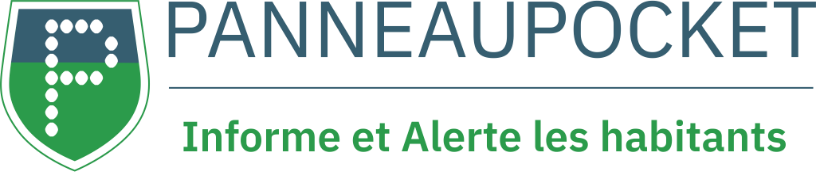 P
PANNEAUPOCKET
Informe et Alerte les habitants